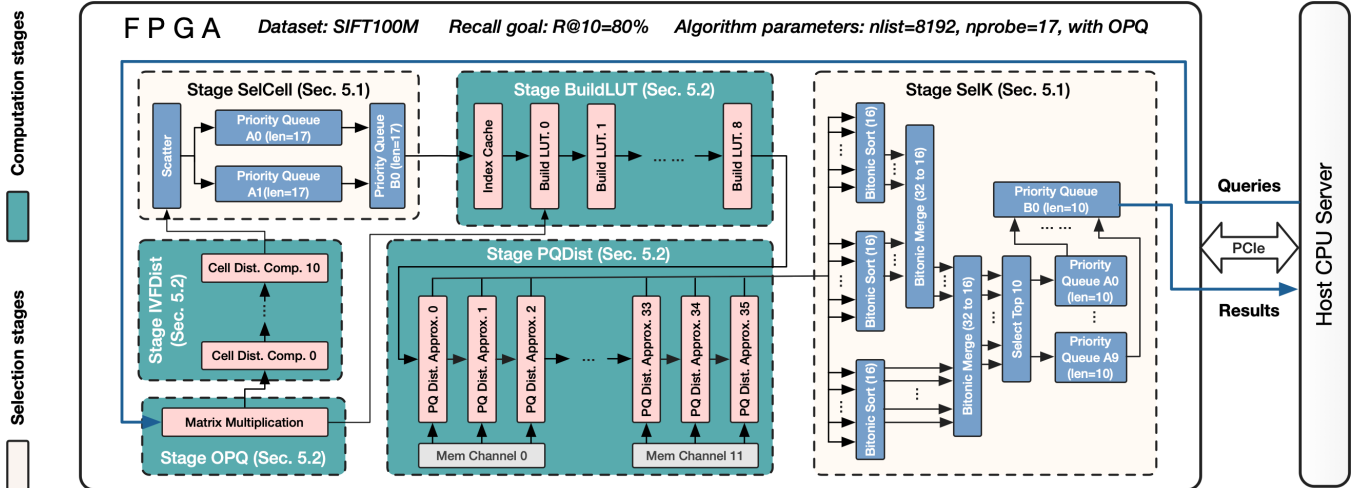 Computation stages
Selection stages
F P G A
Dataset: SIFT100M
Recall goal: R@10=80%
Algorithm parameters: nlist=8192, nprobe=17, with OPQ
Stage SelCell (Sec. 5.1)
Scatter
Priority Queue
A0 (len=17)
Priority Queue
A1(len=17)
Priority Queue
B0 (len=17)
Stage BuildLUT (Sec. 5.2)
Index Cache
Build LUT. 0
Build LUT. 1
... ...
Build LUT. 8
Stage IVFDist
(Sec. 5.2)
Cell Dist. Comp. 10
Cell Dist. Comp. 0
Matrix Multiplication
Stage OPQ (Sec. 5.2)
Stage PQDist (Sec. 5.2)
PQ Dist. Approx. 0
PQ Dist. Approx. 1
PQ Dist. Approx. 2
...
PQ Dist. Approx. 33
PQ Dist. Approx. 34
PQ Dist. Approx. 35
Mem Channel 0
Mem Channel 11
Stage SelK (Sec. 5.1)
Bitonic Sort (16)
Bitonic Sort (16)
Bitonic Sort (16)
Bitonic Merge (32 to 16)
Bitonic Merge (32 to 16)
Select Top 10
Priority Queue
B0 (len=10)
... ...
Priority
Queue A0
(len=10)
Priority
Queue A9
(len=10)
Queries
PCIe
Results
Host CPU Server